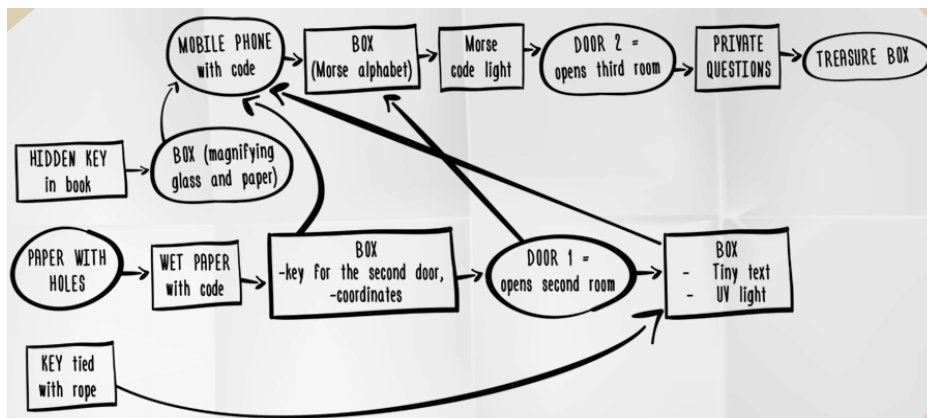 MOBILE PHONE
with code
BOX
(Morse alphabet)
Morse
code light
DOOR 2 =
opens third room
PRIVATE
QUESTIONS
TREASURE BOX
HIDDEN KEY
in book
BOX (magnifying
glass and paper)
PAPER WITH
HOLES
WET PAPER
with code
BOX
-key for the second door,
-coordinates
DOOR 1 =
opens second room
BOX
- Tiny text
- UV light
KEY tied
with rope